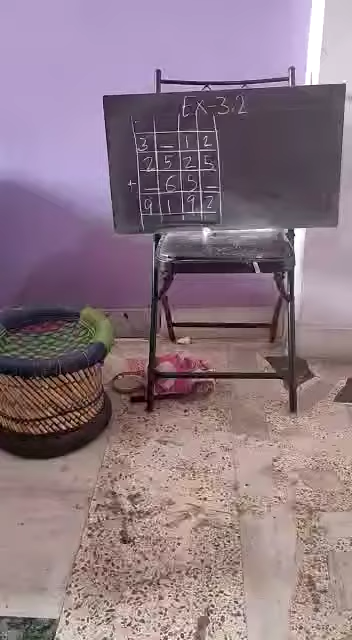 Ex-3.2
3 _ 1 2
2 5 2 5
+ _ 6 5 _
9 1 9 2